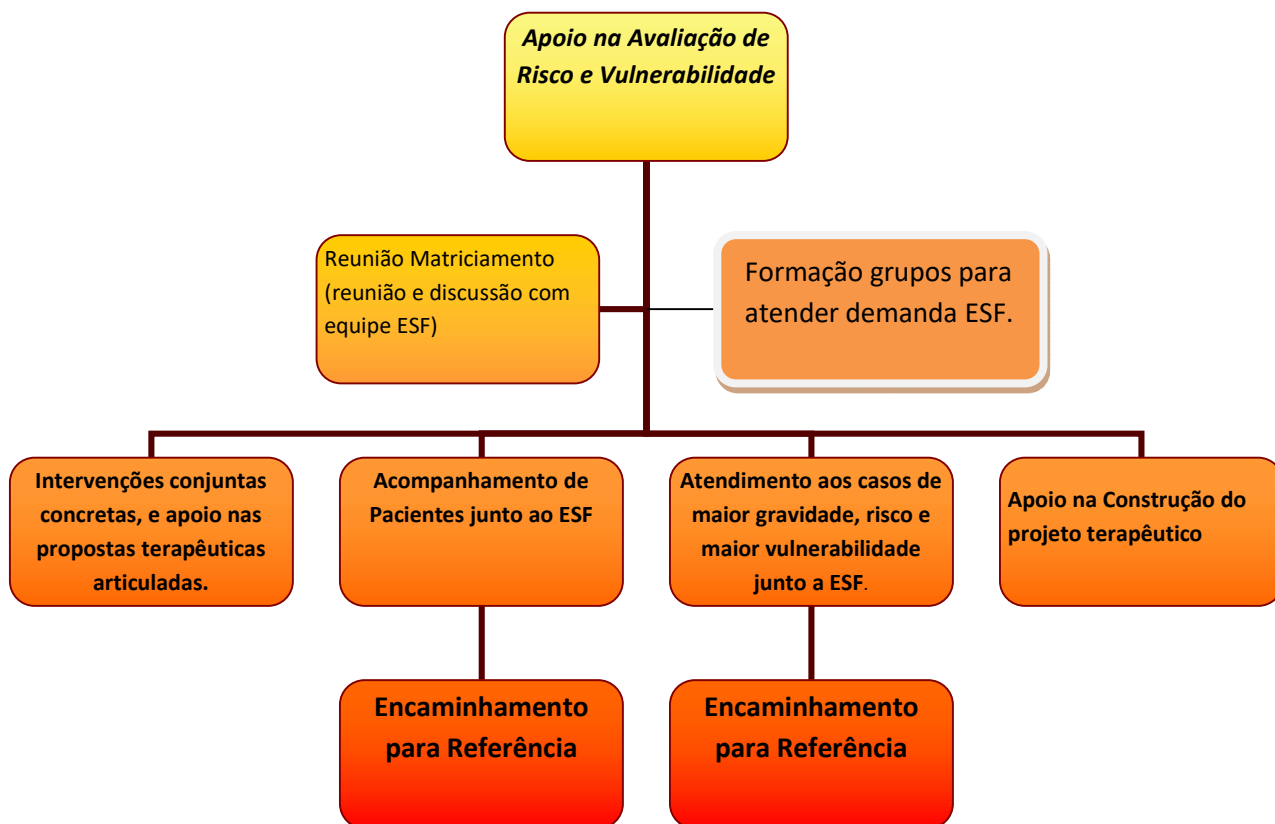 Apoio na Avaliação de
Risco e Vulnerabilidade
Reunião Matriciamento
(reunião e discussão com
equipe ESF)
Formação grupos para
atender demanda ESF.
Intervenções conjuntas
concretas, e apoio nas
propostas terapêuticas
articuladas.
Acompanhamento de
Pacientes junto ao ESF
Atendimento aos casos de
maior gravidade, risco e
maior vulnerabilidade
junto a ESF.
Apoio na Construção do
projeto terapêutico
Encaminhamento
para Referência
Encaminhamento
para Referência